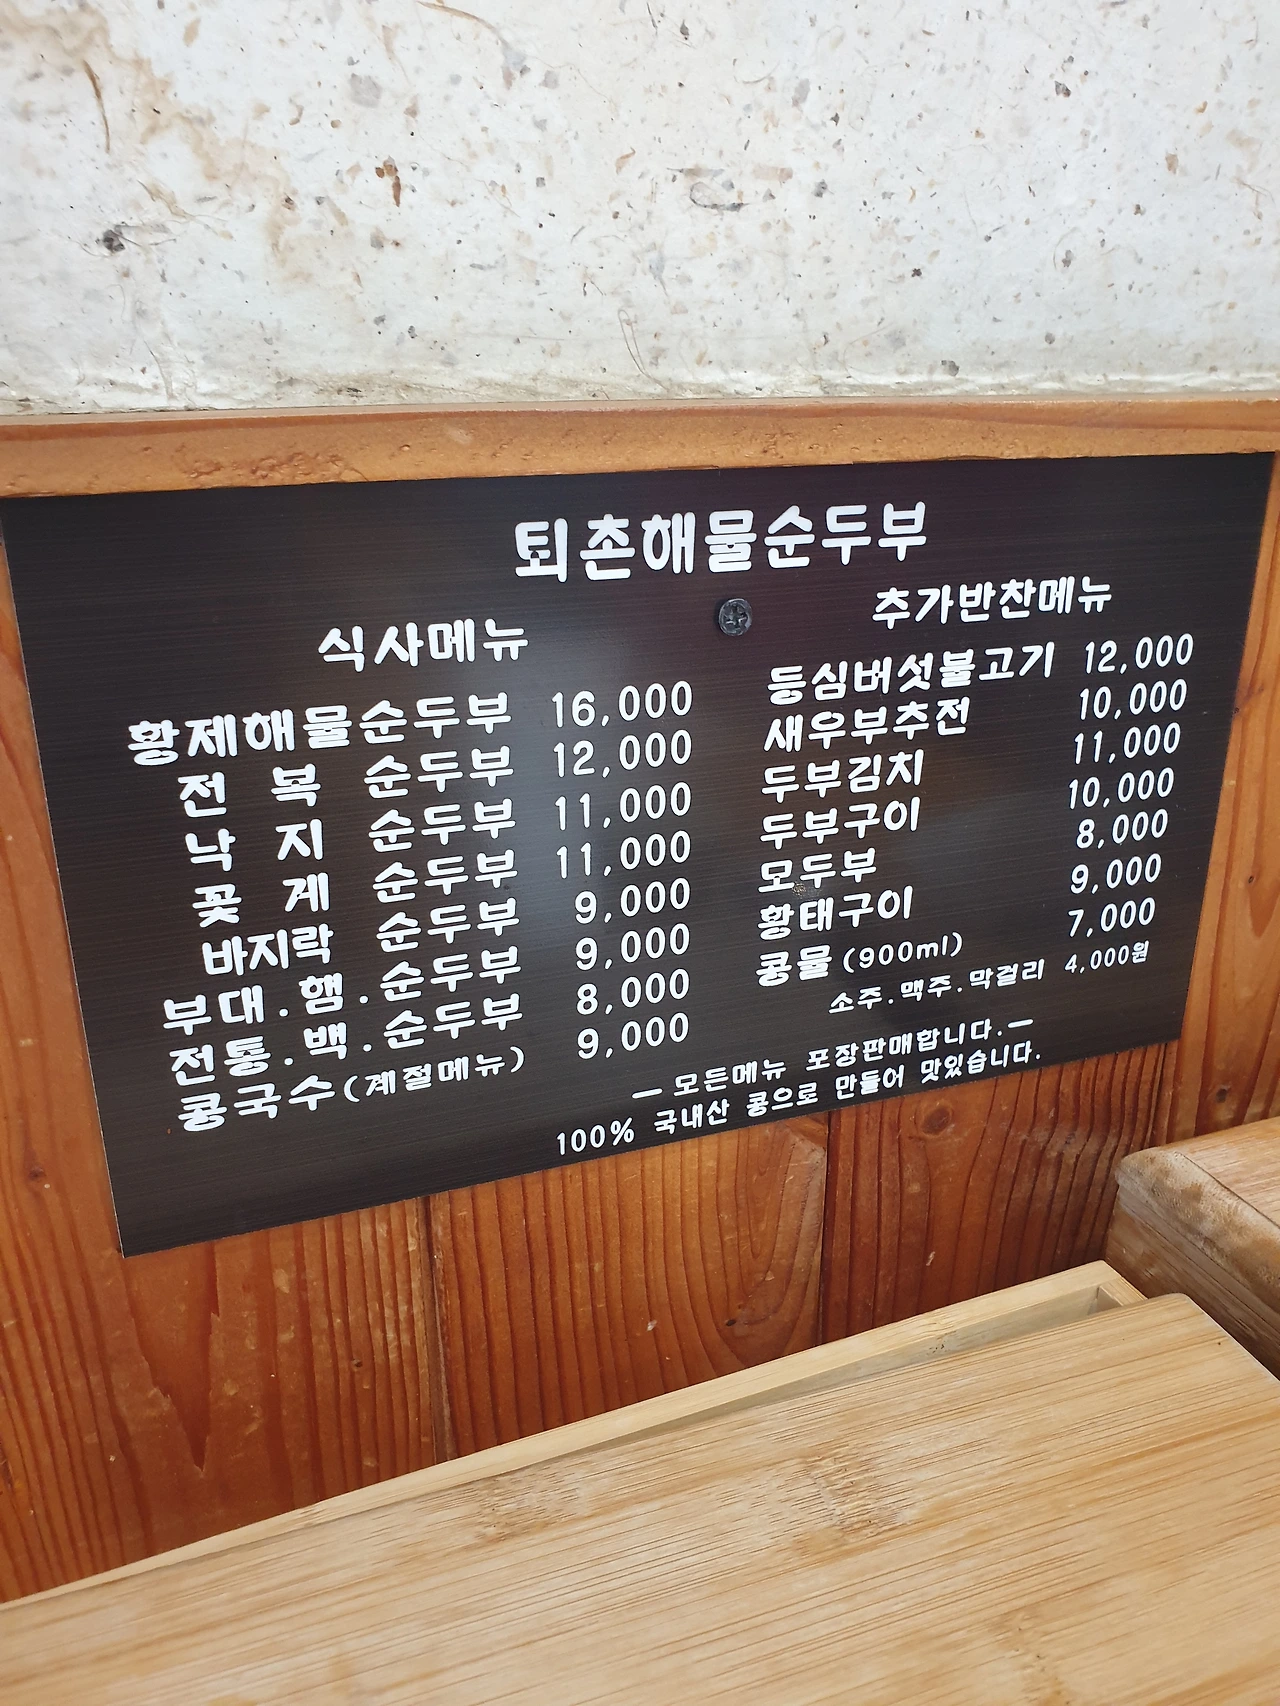 퇴촌해물순두부
식사메뉴
황제해물순두부 16,000
전 복 순두부 12,000
낙 지 순두부 11,000
꽃 게 순두부 11,000
바지락 순두부 9,000
부대.햄.순두부 9,000
전통.백.순두부 8,000
콩국수(계절메뉴) 9,000
추가반찬메뉴
등심버섯불고기 12,000
새우부추전 10,000
두부김치 11,000
두부구이 10,000
모두부 8,000
황태구이 9,000
콩물(900ml) 7,000
소주.맥주.막걸리 4,000원
— 모든메뉴 포장판매합니다.—
100% 국내산 콩으로 만들어 맛있습니다.